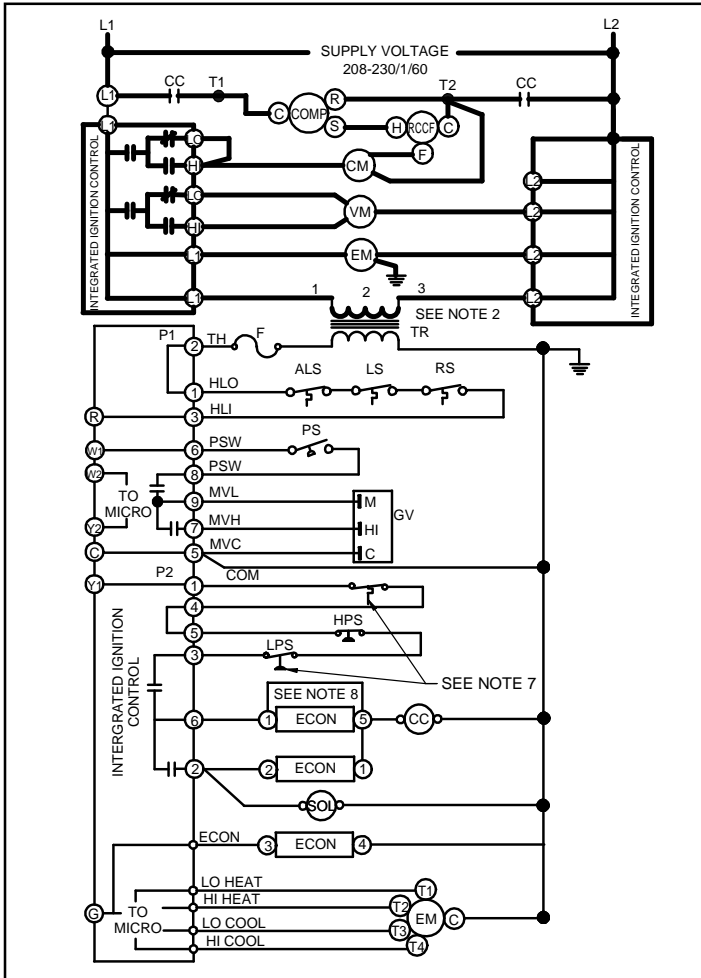 L1 L2
SUPPLY VOLTAGE
208-230/1/60
L1 CC T1 T2 CC
C COMP R
S H RCCF C
L1
LO
HI CM F
LO
HI VM L2
L2
L1 EM L2
L1 1 2 3 L2
INTEGRATED IGNITION CONTROL
INTEGRATED IGNITION CONTROL
SEE NOTE 2
TR
P1 2 TH F
1 HLO ALS LS RS
R 3 HLI
W1 6 PSW PS
W2 8 PSW
TO
MICRO
9 MVL M
GV
Y2 7 MVH HI
C 5 MVC C
COM
Y1 P2 1
4
5 HPS
3 LPS
SEE NOTE 7
SEE NOTE 8
INTERGRATED IGNITION
CONTROL
6 1 ECON 5 CC
2 2 ECON 1
SOL
ECON 3 ECON 4
LO HEAT T1
HI HEAT T2
G TO
MICRO
EM C
LO COOL T3
HI COOL T4